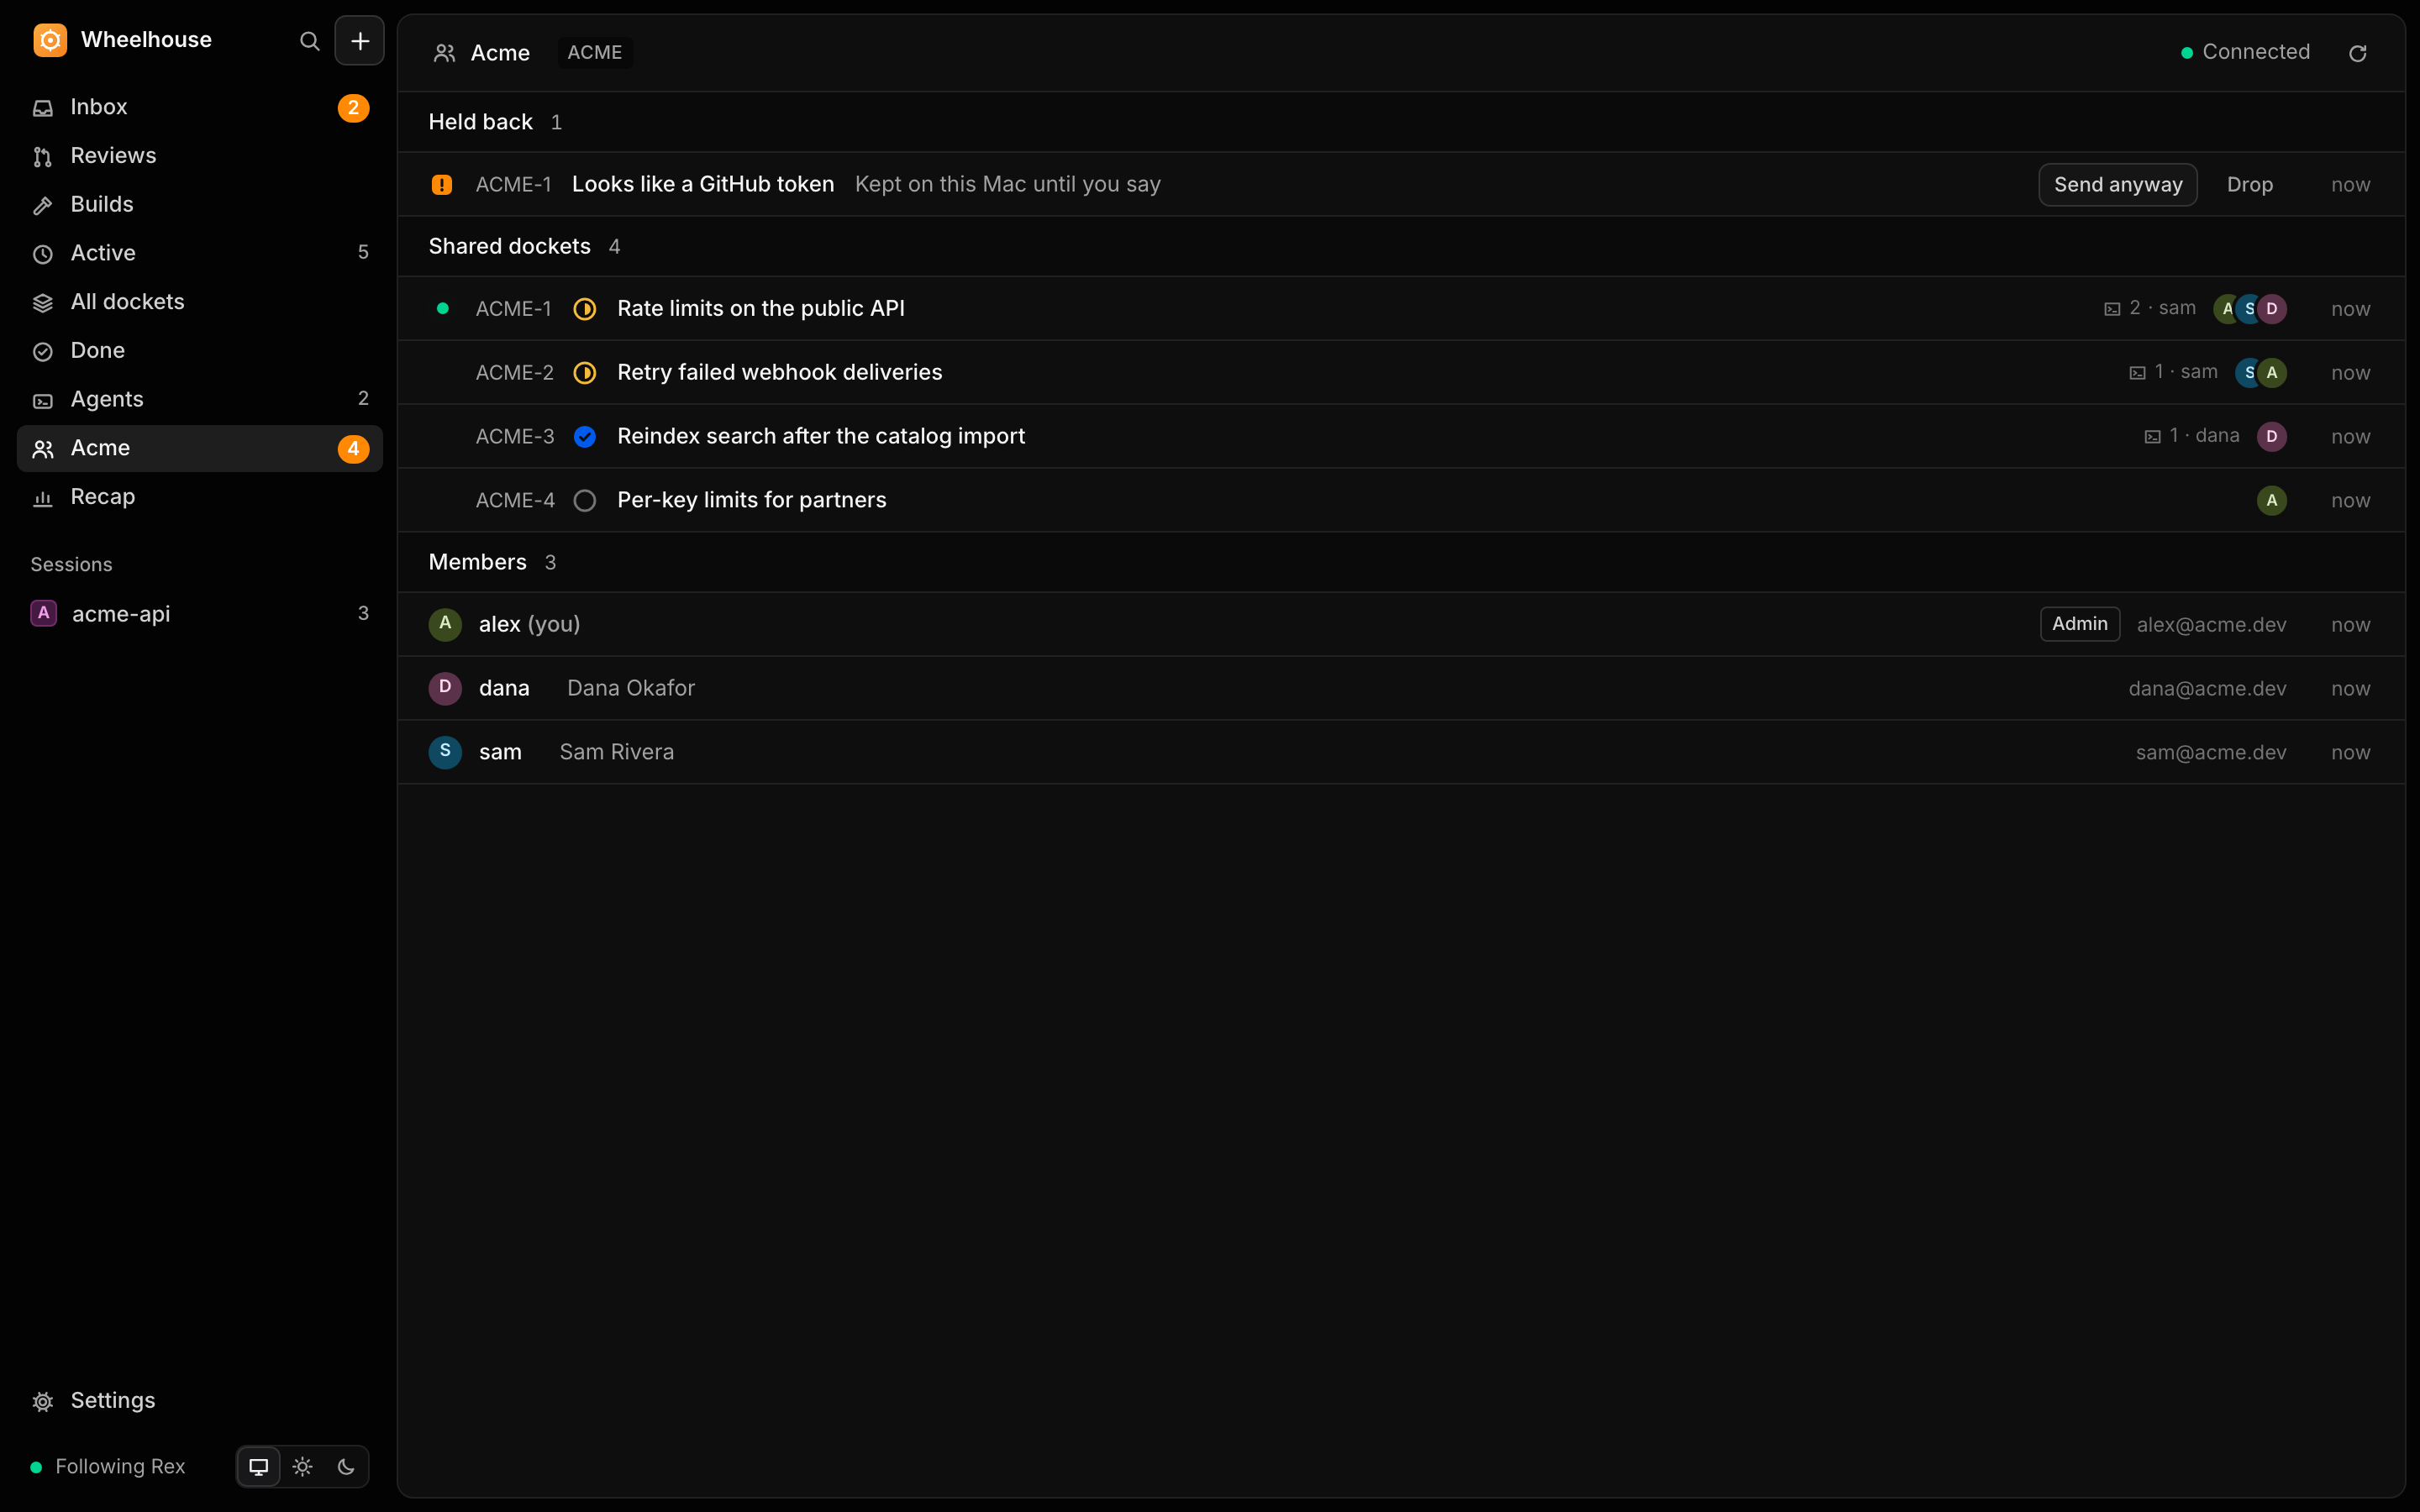 Wheelhouse
Inbox 2
Reviews
Builds
Active 5
All dockets
Done
Agents 2
Acme 4
Recap
Sessions
A acme-api 3
Settings
Following Rex
Acme ACME Connected
Held back 1
ACME-1 Looks like a GitHub token Kept on this Mac until you say Send anyway Drop now
Shared dockets 4
ACME-1 Rate limits on the public API 2 · sam A S D now
ACME-2 Retry failed webhook deliveries 1 · sam S A now
ACME-3 Reindex search after the catalog import 1 · dana D now
ACME-4 Per-key limits for partners A now
Members 3
A alex (you) Admin alex@acme.dev now
D dana Dana Okafor dana@acme.dev now
S sam Sam Rivera sam@acme.dev now